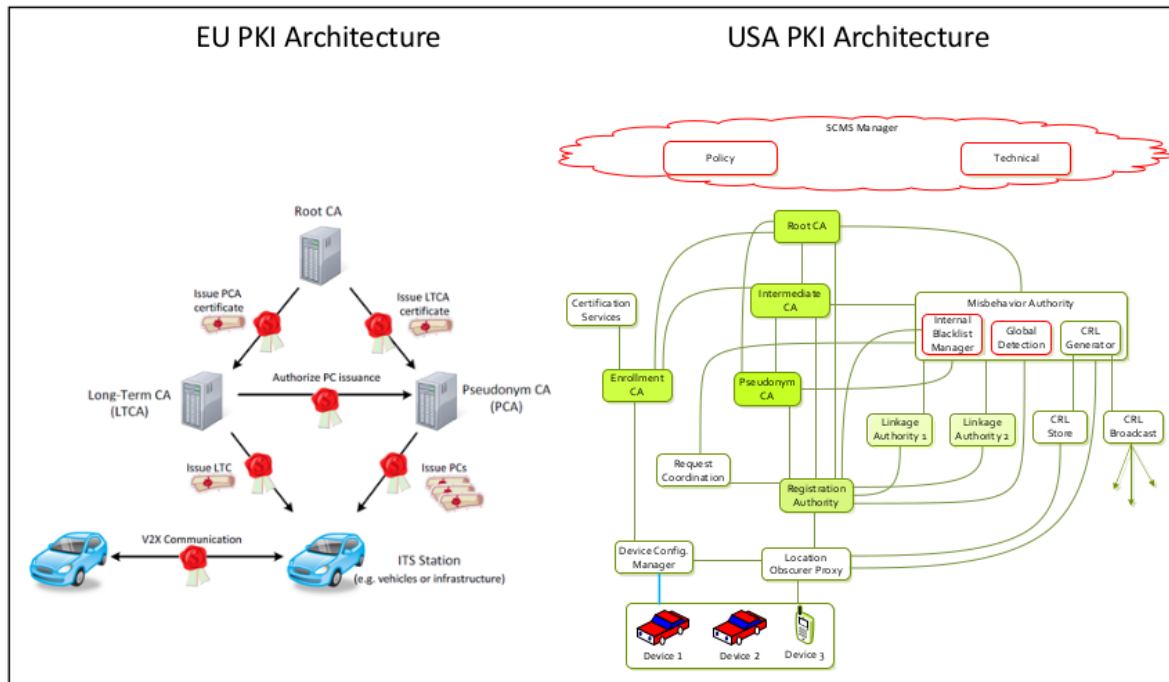 EU PKI Architecture
USA PKI Architecture
Root CA
Issue PCA
certificate
Issue LTCA
certificate
Long-Term CA
(LTCA)
Authorize PC issuance
Pseudonym CA
(PCA)
Issue LTC
Issue PCs
V2X Communication
ITS Station
(e.g. vehicles or infrastructure)
SCMS Manager
Policy
Technical
Root CA
Intermediate
CA
Certification
Services
Misbehavior Authority
Internal
Blacklist
Manager
Global
Detection
CRL
Generator
Enrollment
CA
Pseudonym
CA
Linkage
Authority 1
Linkage
Authority 2
CRL
Store
CRL
Broadcast
Request
Coordination
Registration
Authority
Device Config.
Manager
Location
Obscurer Proxy
Device 1
Device 2
Device 3